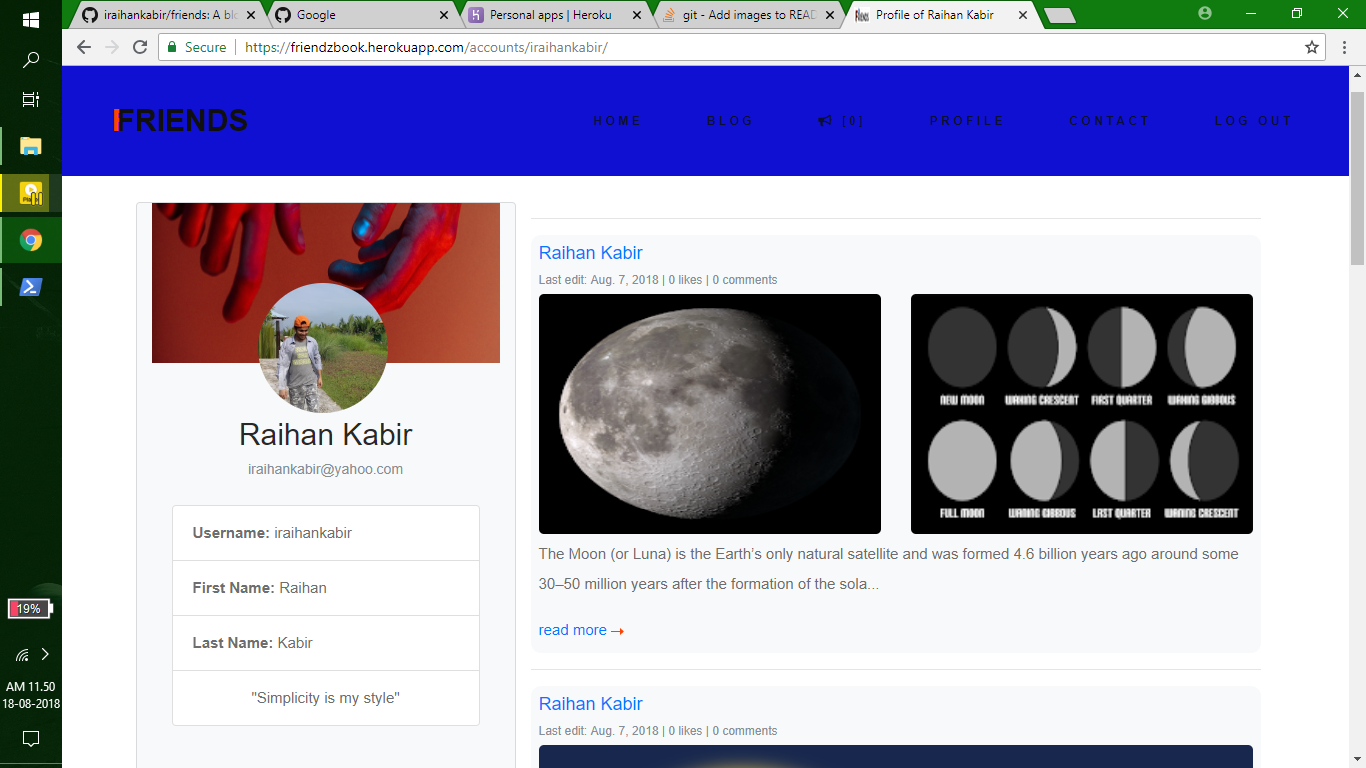 iraihankabir/friends: A blo
Google
Personal apps | Heroku
git - Add images to READ
Profile of Raihan Kabir
Secure
https://friendzbook.herokuapp.com/accounts/iraihankabir/
FRIENDS
HOME
BLOG
[0]
PROFILE
CONTACT
LOG OUT
Raihan Kabir
iraihankabir@yahoo.com
Username: iraihankabir
First Name: Raihan
Last Name: Kabir
"Simplicity is my style"
Raihan Kabir
Last edit: Aug. 7, 2018 | 0 likes | 0 comments
NEW MOON
WAXING CRESCENT
FIRST QUARTER
WAXING GIBBOUS
FULL MOON
WANING GIBBOUS
LAST QUARTER
WANING CRESCENT
The Moon (or Luna) is the Earth’s only natural satellite and was formed 4.6 billion years ago around some
30–50 million years after the formation of the sola...
read more
Raihan Kabir
Last edit: Aug. 7, 2018 | 0 likes | 0 comments
19%
AM 11.50
18-08-2018